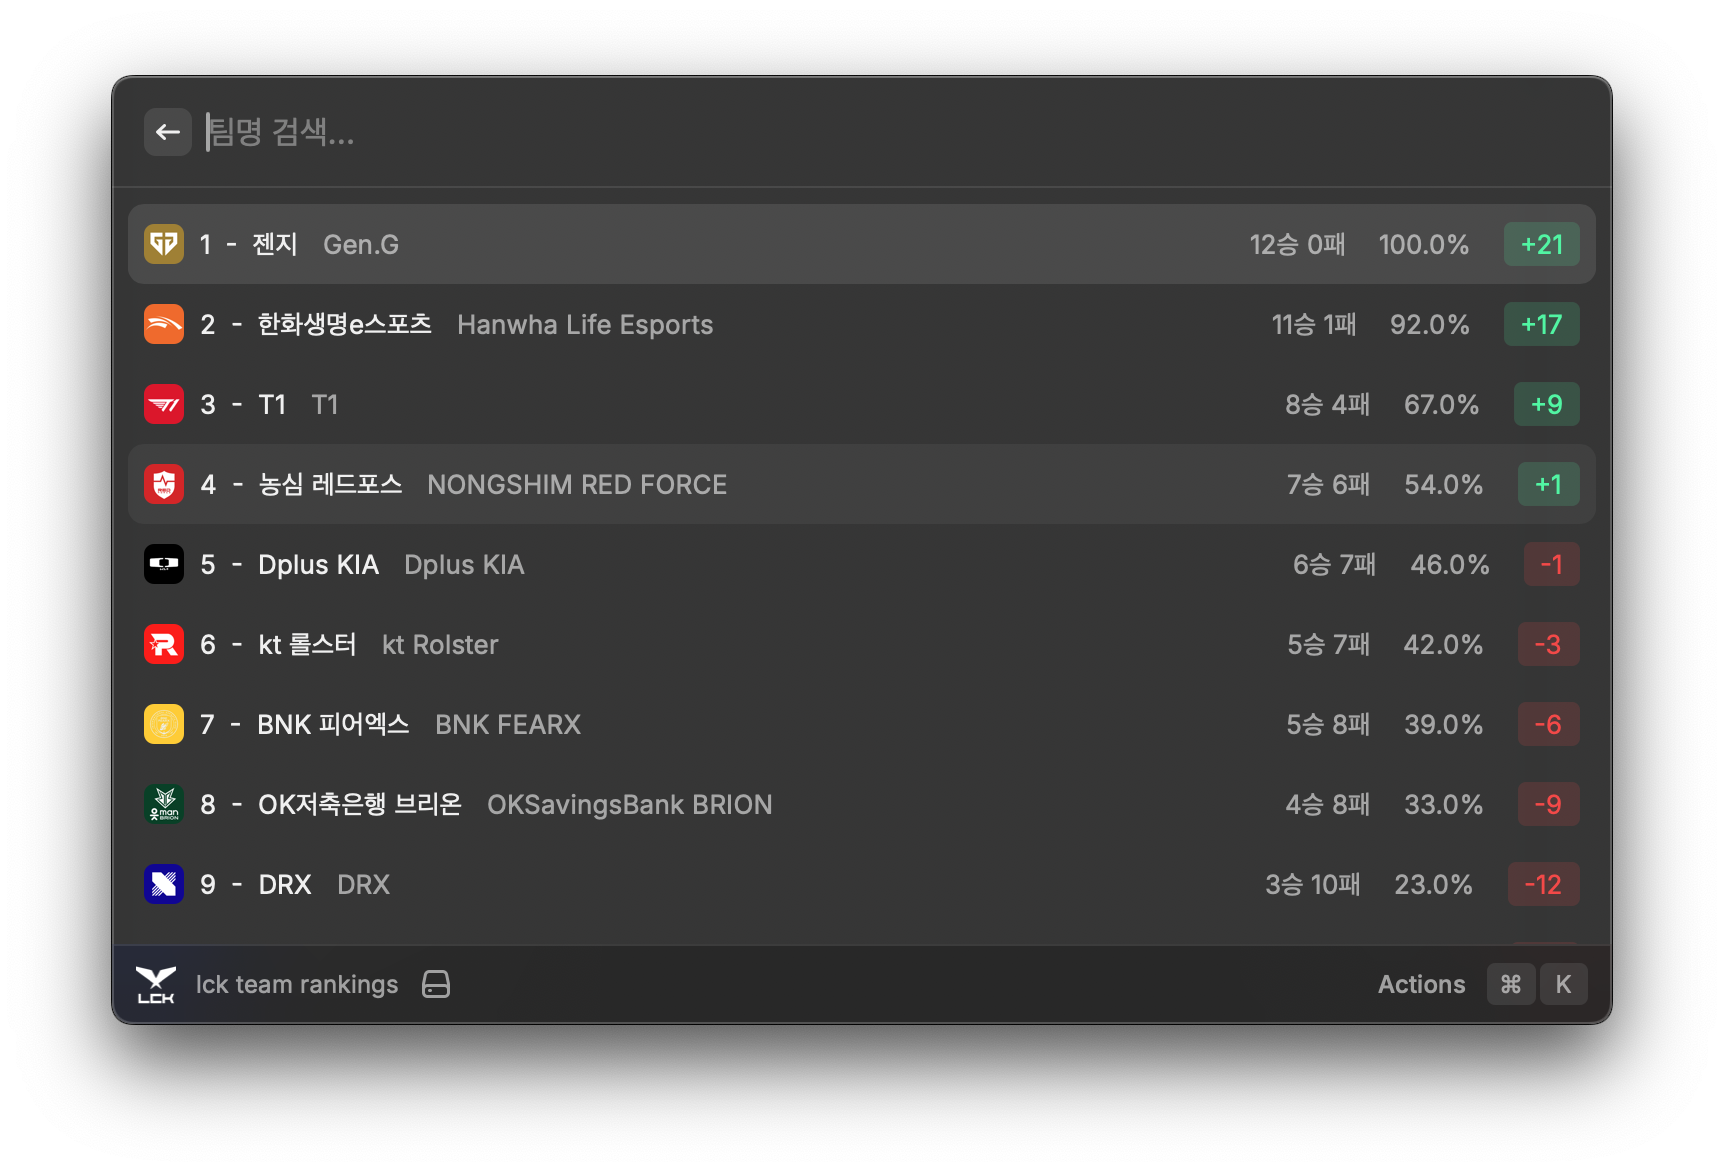 팀명 검색...
1 - 젠지 Gen.G 12승 0패 100.0% +21
2 - 한화생명e스포츠 Hanwha Life Esports 11승 1패 92.0% +17
3 - T1 T1 8승 4패 67.0% +9
4 - 농심 레드포스 NONGSHIM RED FORCE 7승 6패 54.0% +1
5 - Dplus KIA Dplus KIA 6승 7패 46.0% -1
6 - kt 롤스터 kt Rolster 5승 7패 42.0% -3
7 - BNK 피어엑스 BNK FEARX 5승 8패 39.0% -6
8 - OK저축은행 브리온 OKSavingsBank BRION 4승 8패 33.0% -9
9 - DRX DRX 3승 10패 23.0% -12
LCK lck team rankings Actions ⌘ K